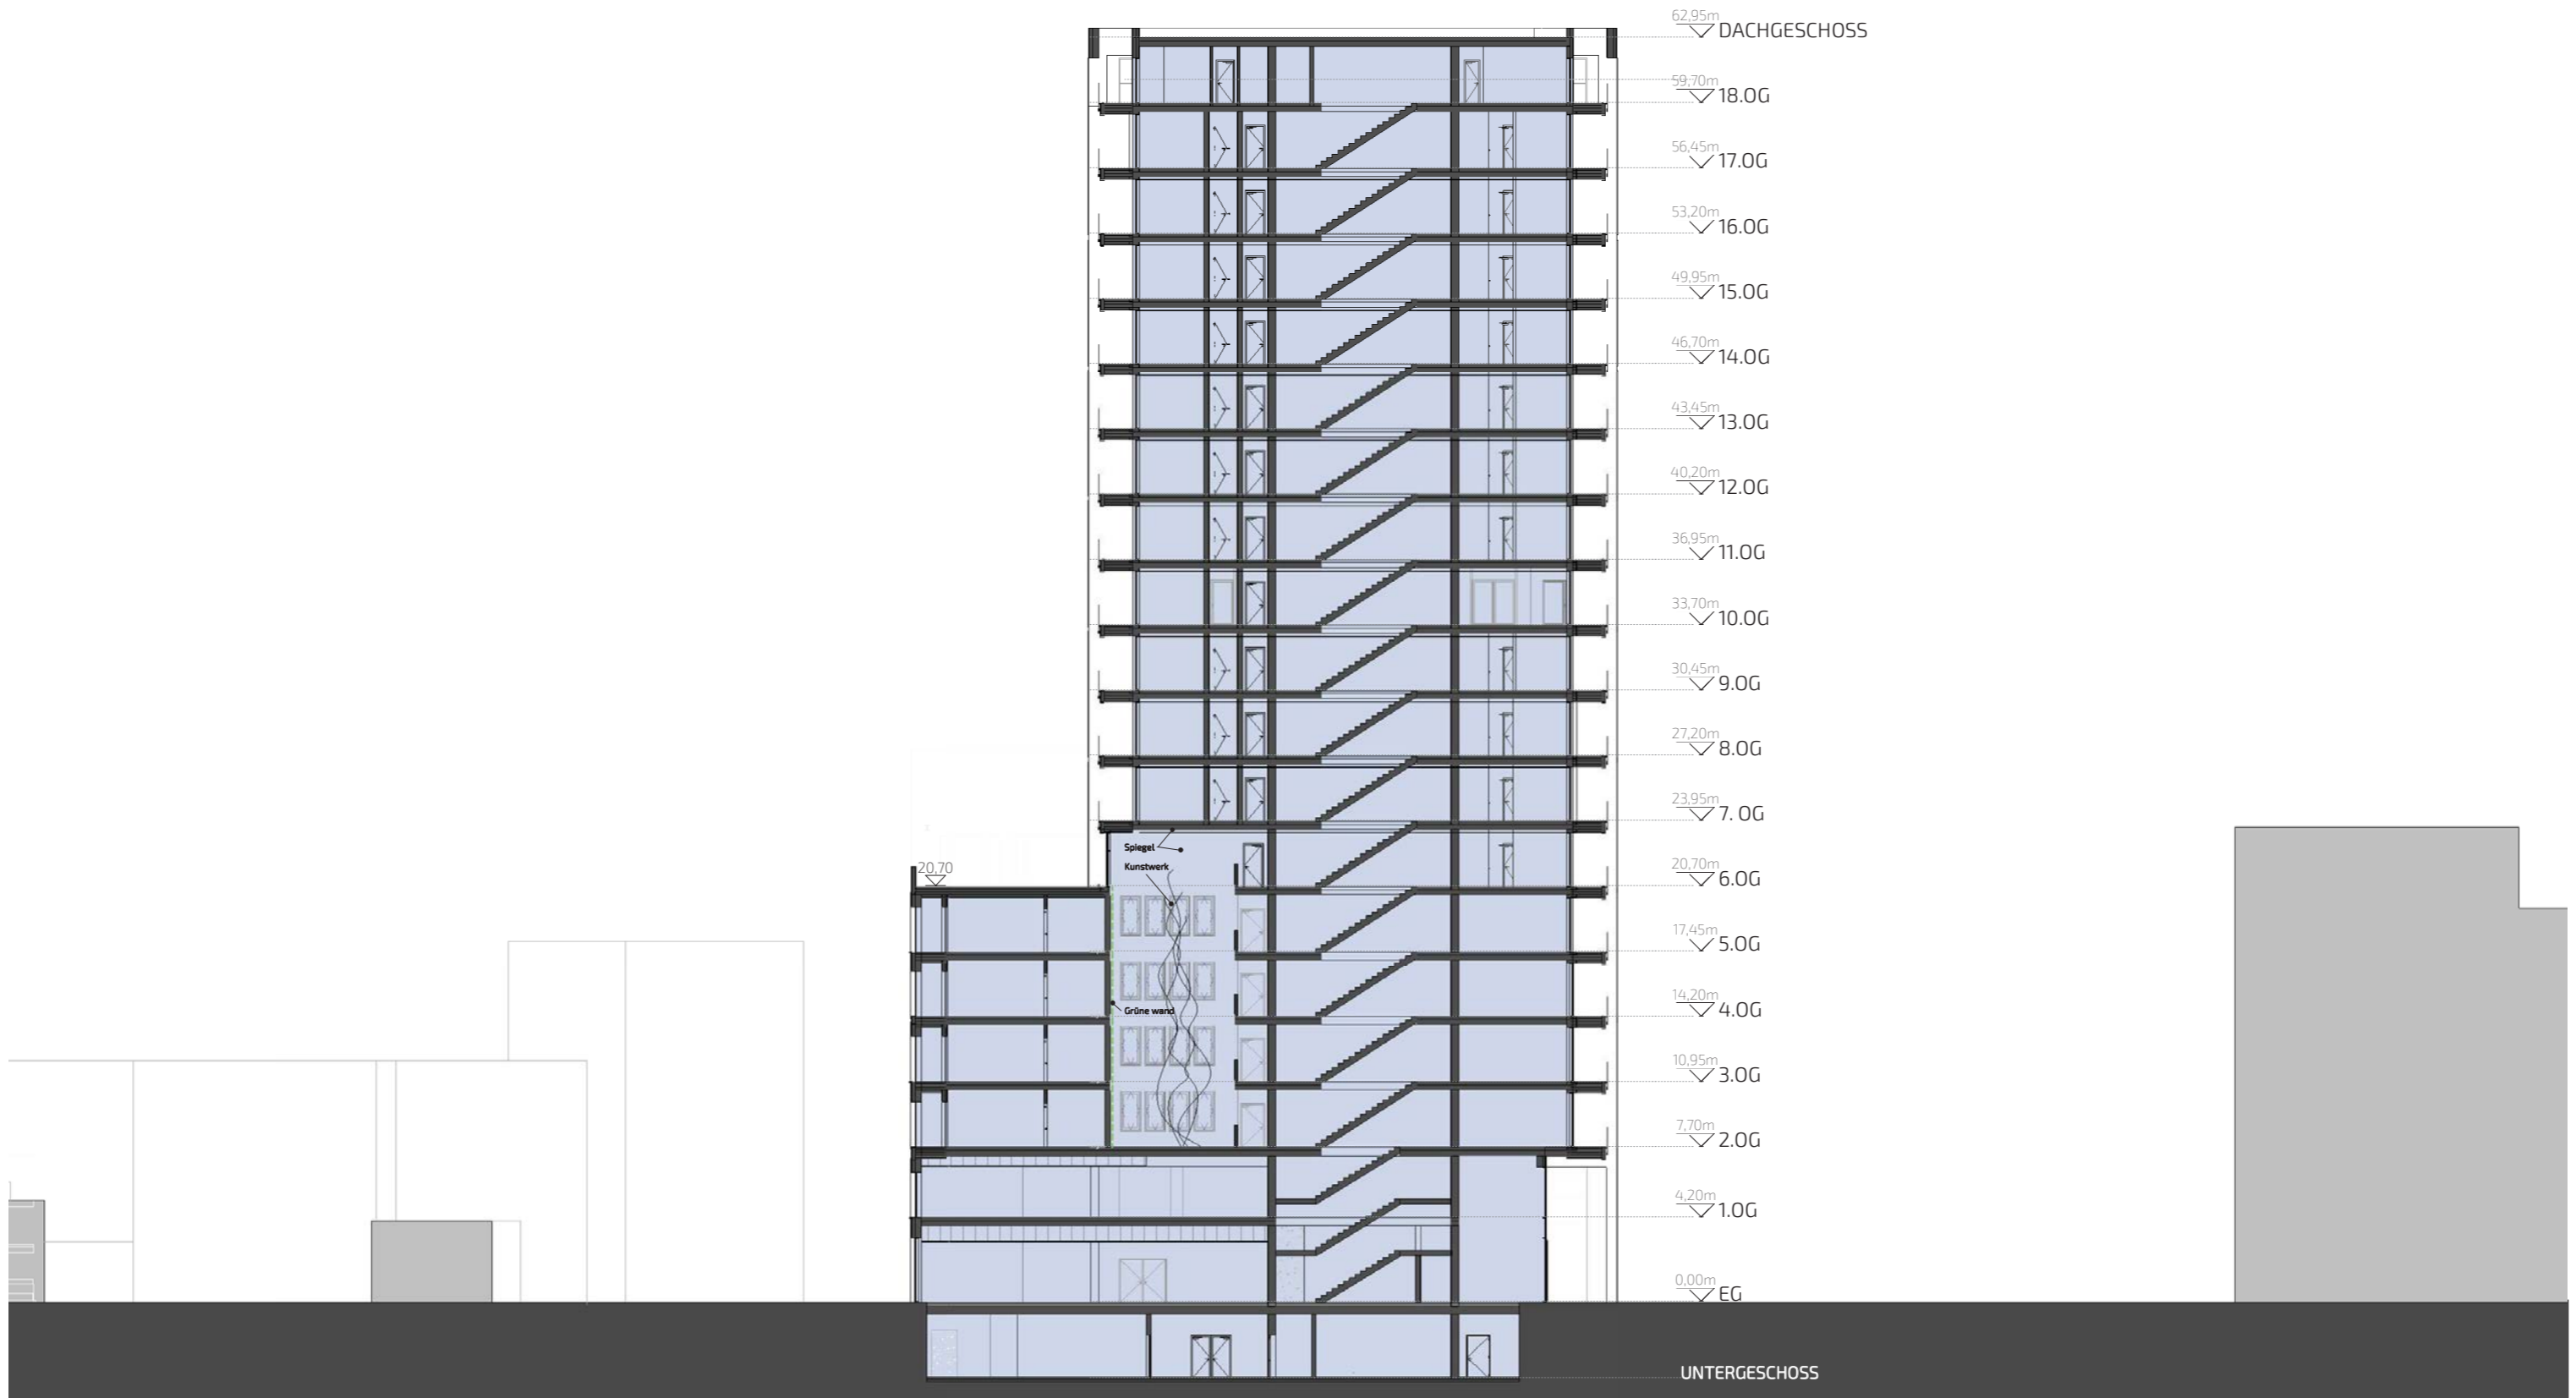 62,95m
DACHGESCHOSS
59,70m
18.OG
56,45m
17.OG
53,20m
16.OG
49,95m
15.OG
46,70m
14.OG
43,45m
13.OG
40,20m
12.OG
36,95m
11.OG
33,70m
10.OG
30,45m
9.OG
27,20m
8.OG
23,95m
7. OG
Spiegel
Kunstwerk
20,70
20,70m
6.OG
17,45m
5.OG
14,20m
4.OG
Grüne wand
10,95m
3.OG
7,70m
2.OG
4,20m
1.OG
0,00m
EG
UNTERGESCHOSS